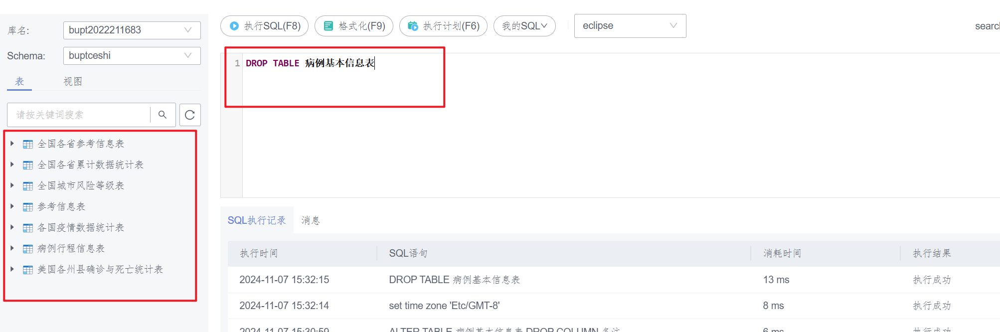 库名: bupt2022211683
Schema: buptceshi
表 视图
请按关键词搜索
全国各省参考信息表
全国各省累计数据统计表
全国城市风险等级表
参考信息表
各国疫情数据统计表
病例行程信息表
美国各州县确诊与死亡统计表
执行SQL(F8) 格式化(F9) 执行计划(F6) 我的SQL eclipse searc
1 DROP TABLE 病例基本信息表
SQL执行记录 消息
执行时间 SQL语句 消耗时间 执行结果
2024-11-07 15:32:15 DROP TABLE 病例基本信息表 13 ms 执行成功
2024-11-07 15:32:14 set time zone 'Etc/GMT-8' 8 ms 执行成功
2024-11-07 15:30:59 ALTER TABLE 病例基本信息表 DROP COLUMN 备注 6 ms 执行成功